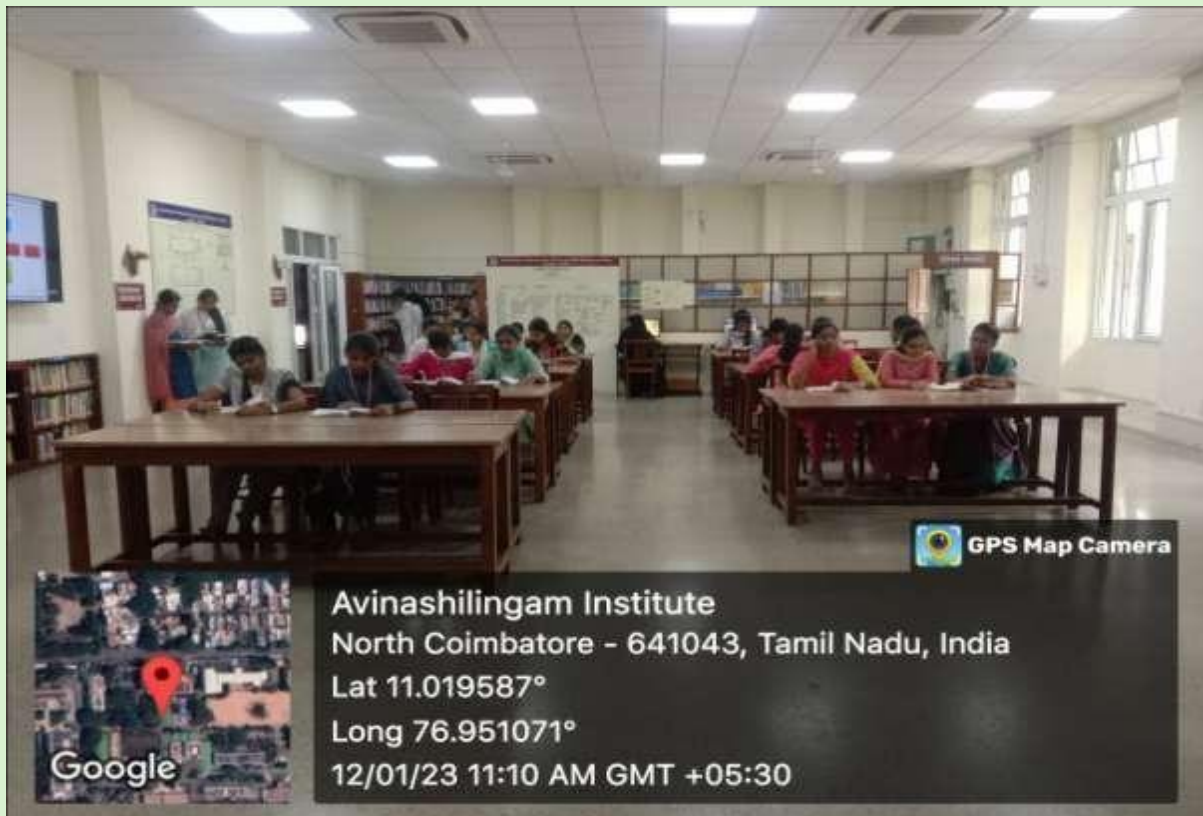 GPS Map Camera
Avinashilingam Institute
North Coimbatore - 641043, Tamil Nadu, India
Lat 11.019587°
Long 76.951071°
12/01/23 11:10 AM GMT +05:30
Google